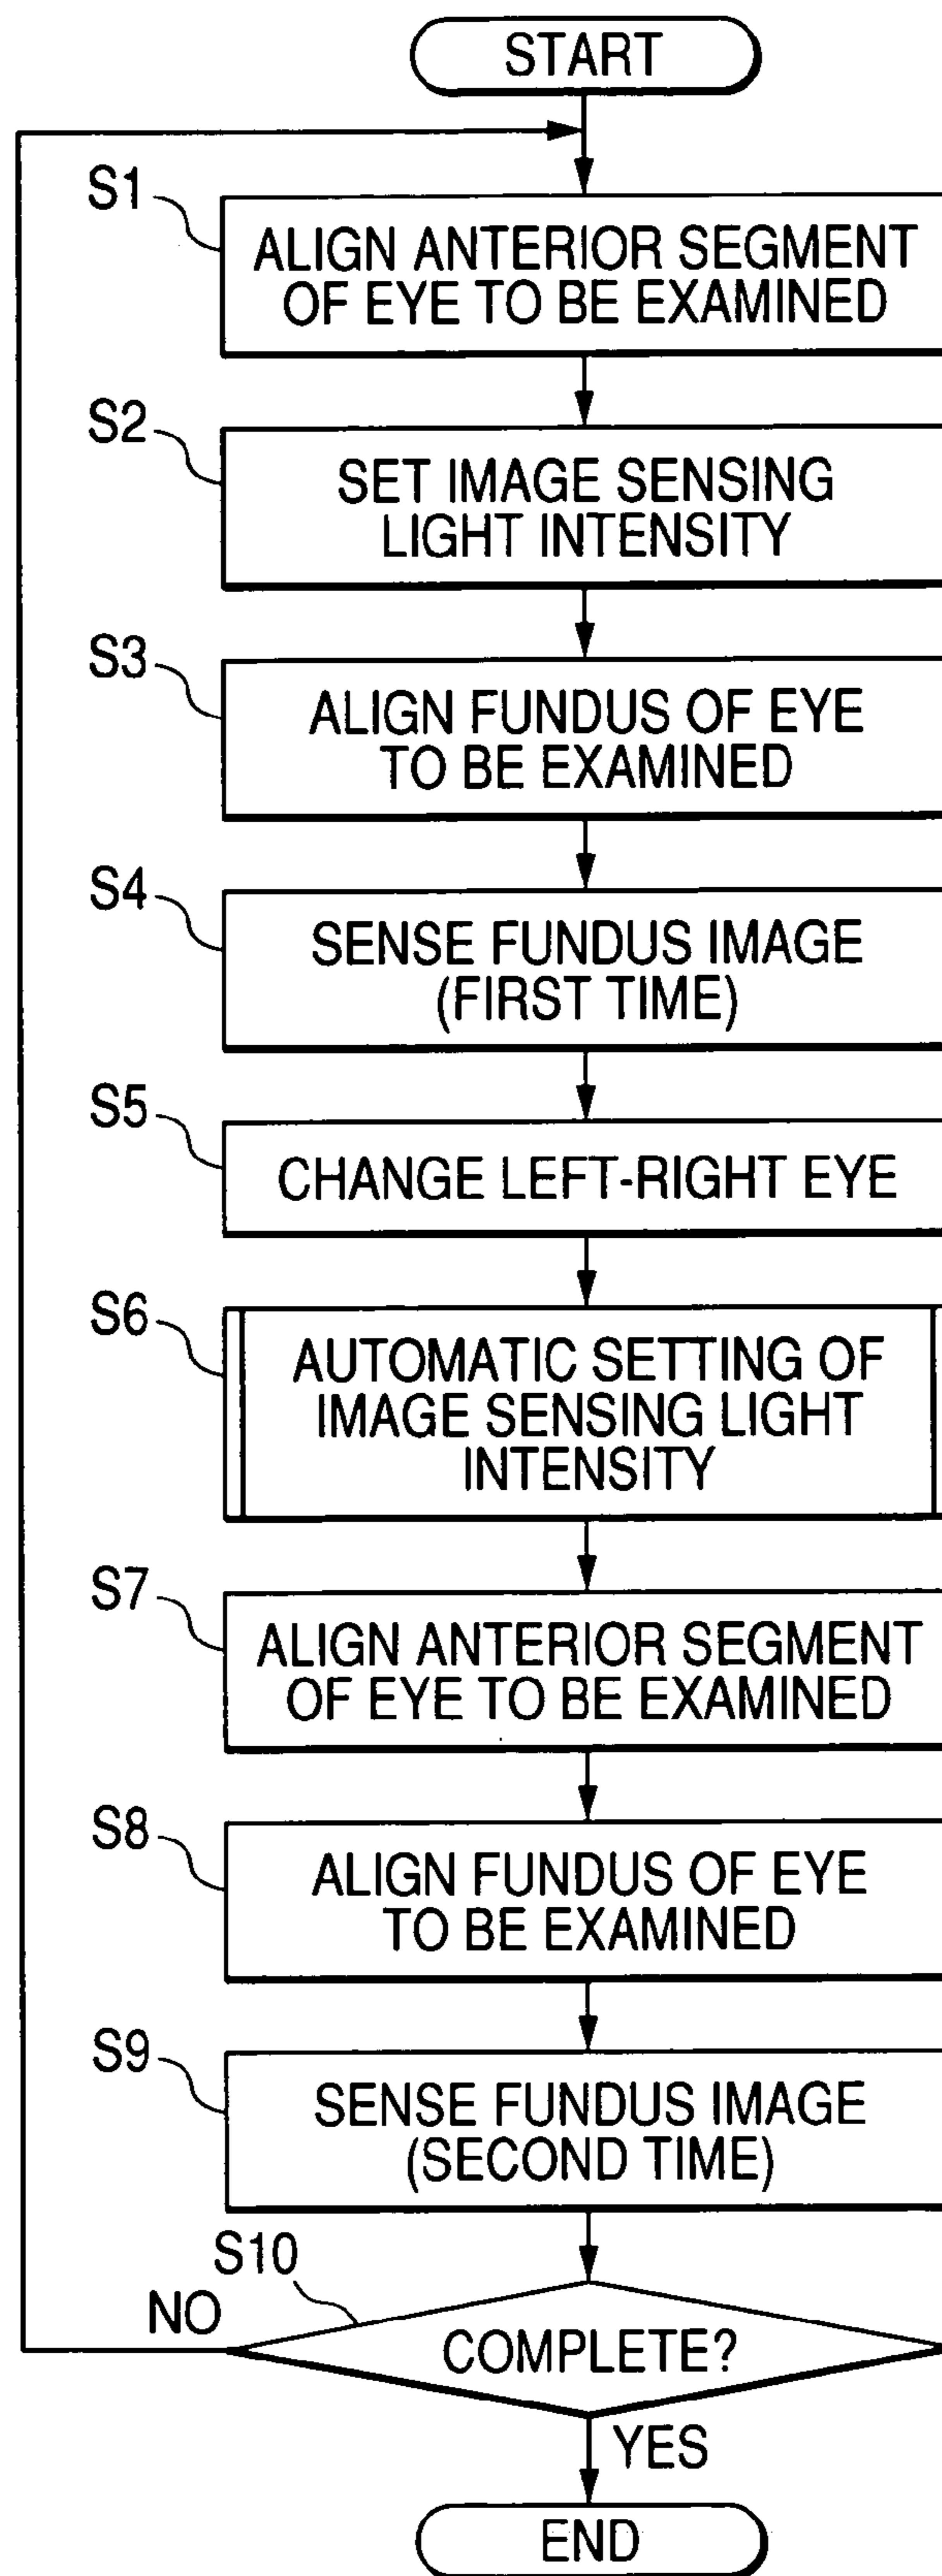 START
S1
ALIGN ANTERIOR SEGMENT
OF EYE TO BE EXAMINED
S2
SET IMAGE SENSING
LIGHT INTENSITY
S3
ALIGN FUNDUS OF EYE
TO BE EXAMINED
S4
SENSE FUNDUS IMAGE
(FIRST TIME)
S5
CHANGE LEFT-RIGHT EYE
S6
AUTOMATIC SETTING OF
IMAGE SENSING LIGHT
INTENSITY
S7
ALIGN ANTERIOR SEGMENT
OF EYE TO BE EXAMINED
S8
ALIGN FUNDUS OF EYE
TO BE EXAMINED
S9
SENSE FUNDUS IMAGE
(SECOND TIME)
S10
NO
COMPLETE?
YES
END